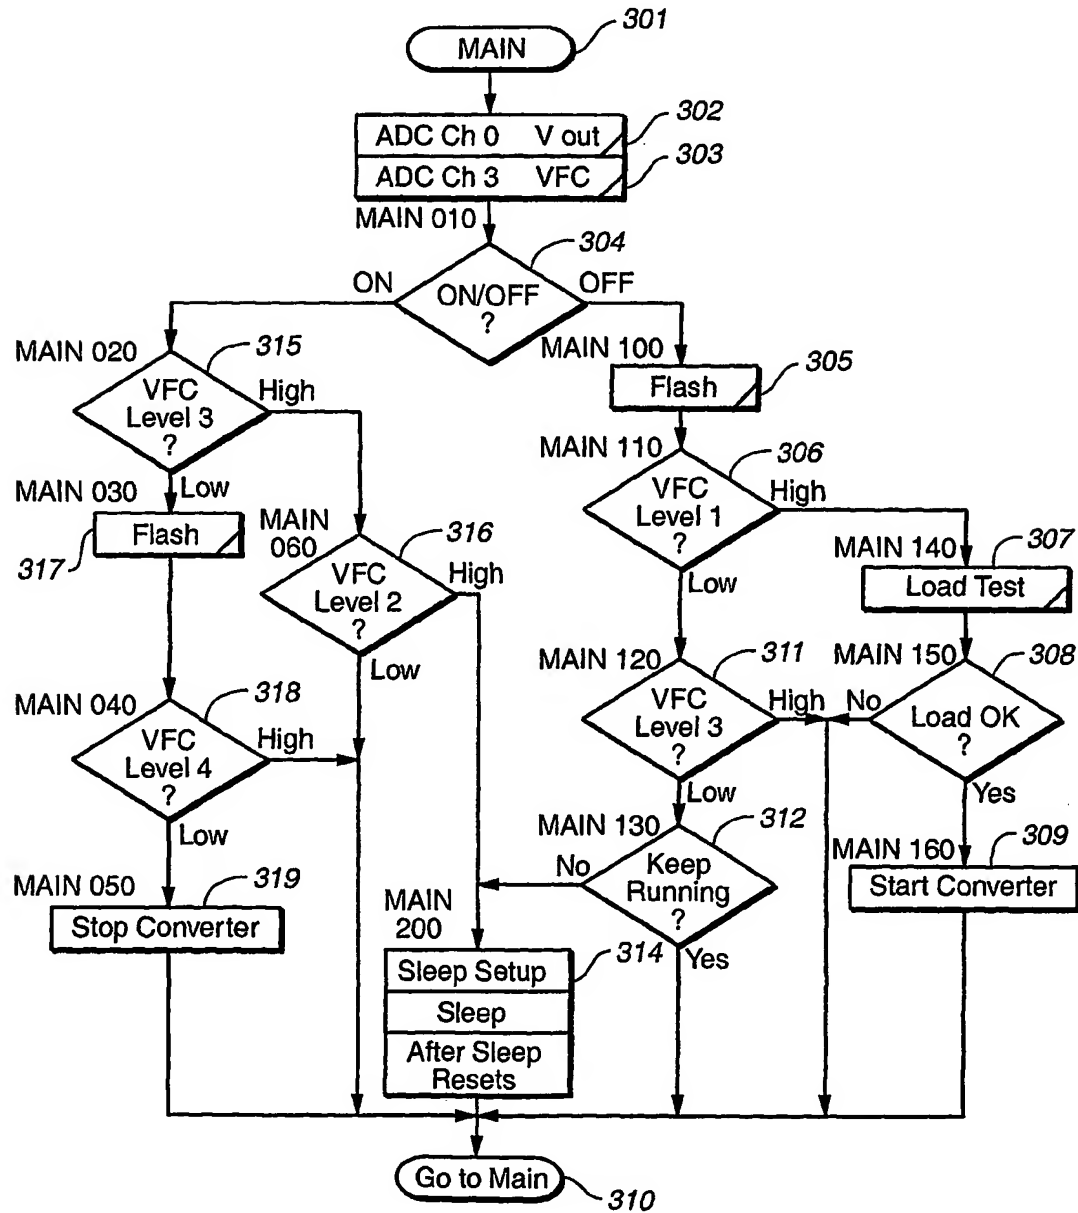 MAIN
301
ADC Ch 0 V out
302
ADC Ch 3 VFC
303
MAIN 010
304
ON
ON/OFF
?
OFF
MAIN 020
315
VFC
Level 3
?
High
Low
MAIN 100
305
Flash
MAIN 110
306
VFC
Level 1
?
High
Low
MAIN 030
Flash
317
MAIN
060
316
VFC
Level 2
?
High
Low
MAIN 140
307
Load Test
MAIN 120
311
VFC
Level 3
?
High
Low
MAIN 150
308
No
Load OK
?
Yes
MAIN 040
318
VFC
Level 4
?
High
Low
MAIN 130
312
No
Keep
Running
?
Yes
MAIN 160
309
Start Converter
MAIN 050
319
Stop Converter
MAIN
200
314
Sleep Setup
Sleep
After Sleep
Resets
Go to Main
310